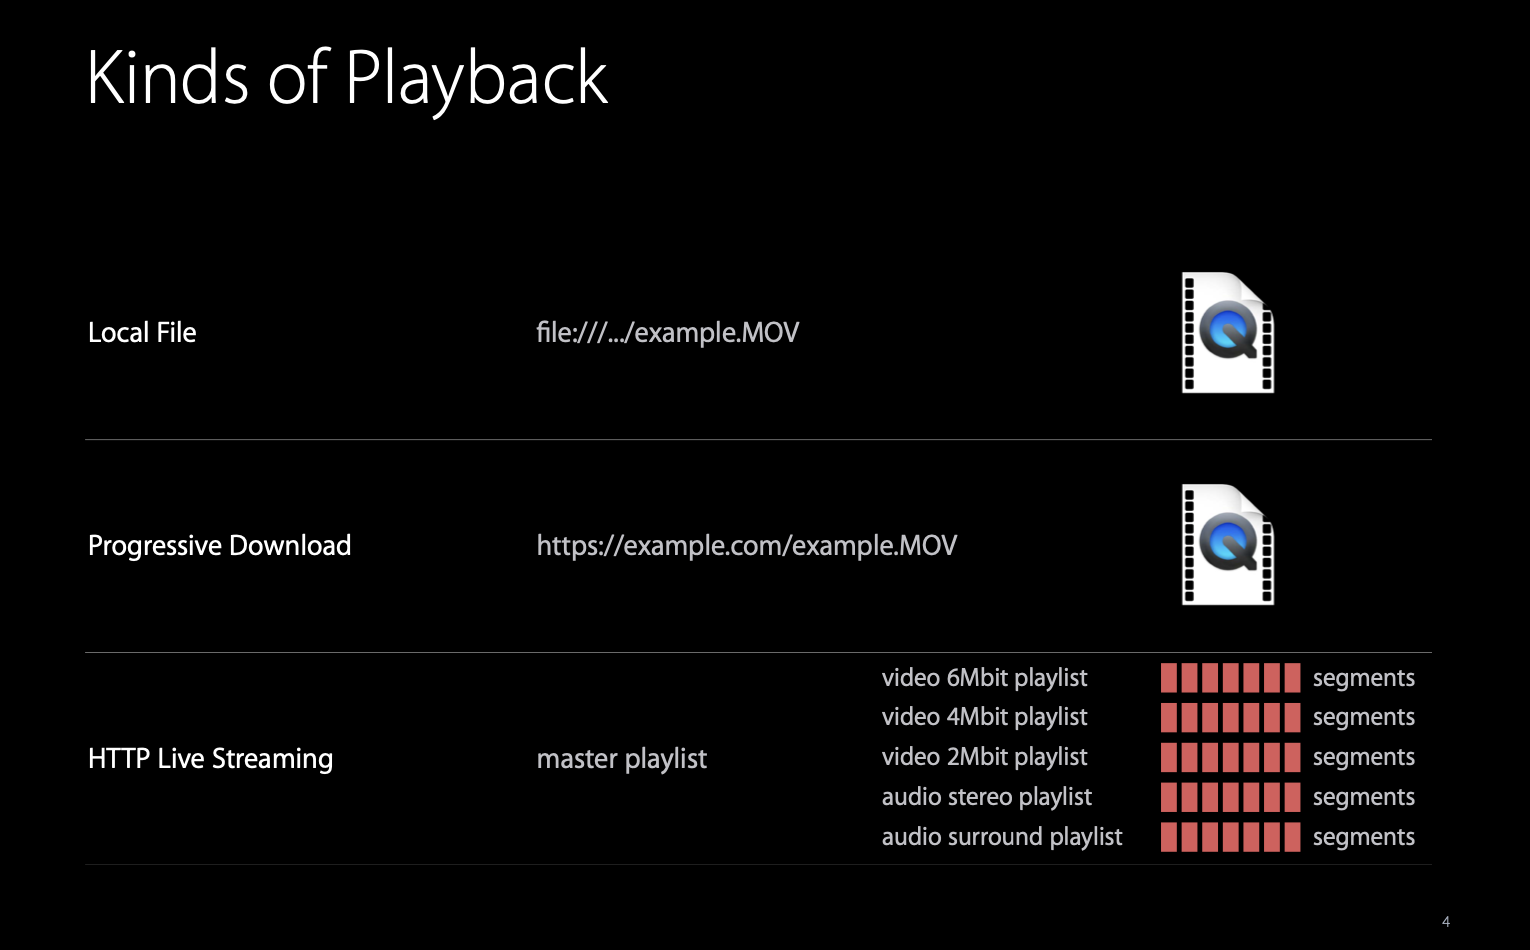 Kinds of Playback
Local File
file:///.../example.MOV
Progressive Download
https://example.com/example.MOV
HTTP Live Streaming
master playlist
video 6Mbit playlist segments
video 4Mbit playlist segments
video 2Mbit playlist segments
audio stereo playlist segments
audio surround playlist segments
4